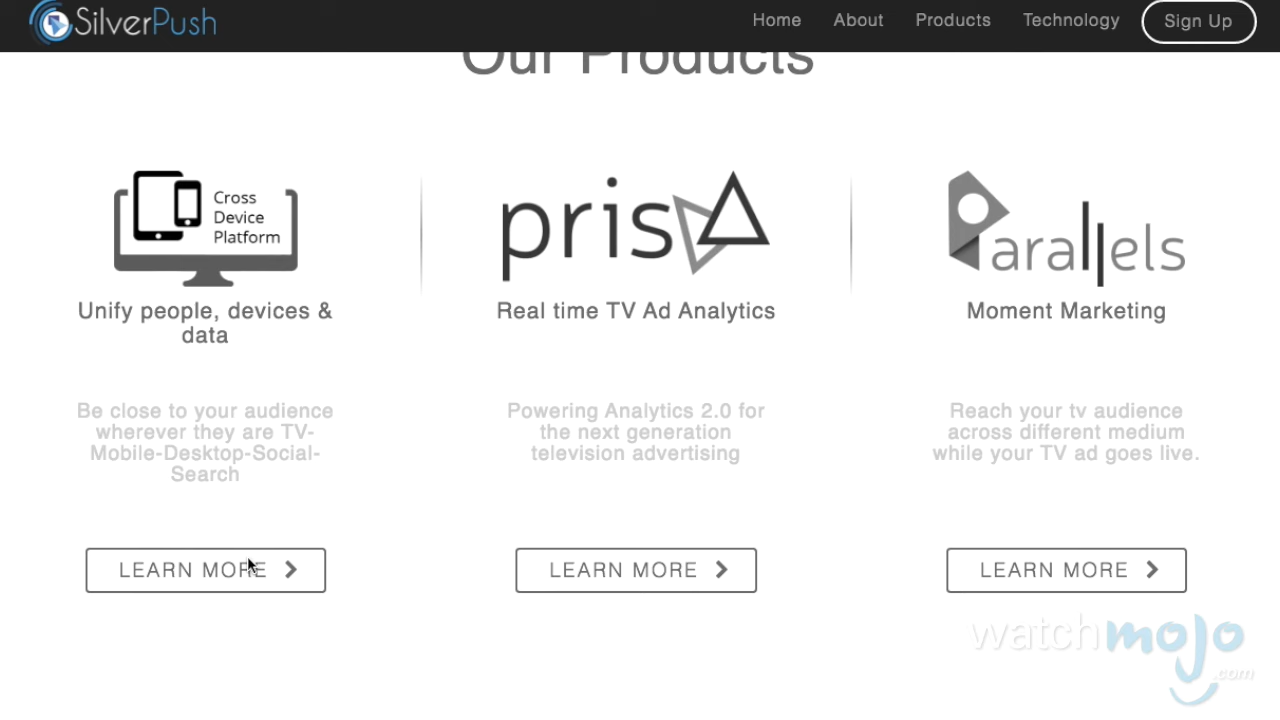 SilverPush
Home
About
Products
Technology
Sign Up
Our Products
Cross
Device
Platform
Unify people, devices &
data
Be close to your audience
wherever they are TV-
Mobile-Desktop-Social-
Search
LEARN MORE
prism
Real time TV Ad Analytics
Powering Analytics 2.0 for
the next generation
television advertising
LEARN MORE
Parallels
Moment Marketing
Reach your tv audience
across different medium
while your TV ad goes live.
LEARN MORE
watchmojo
.com